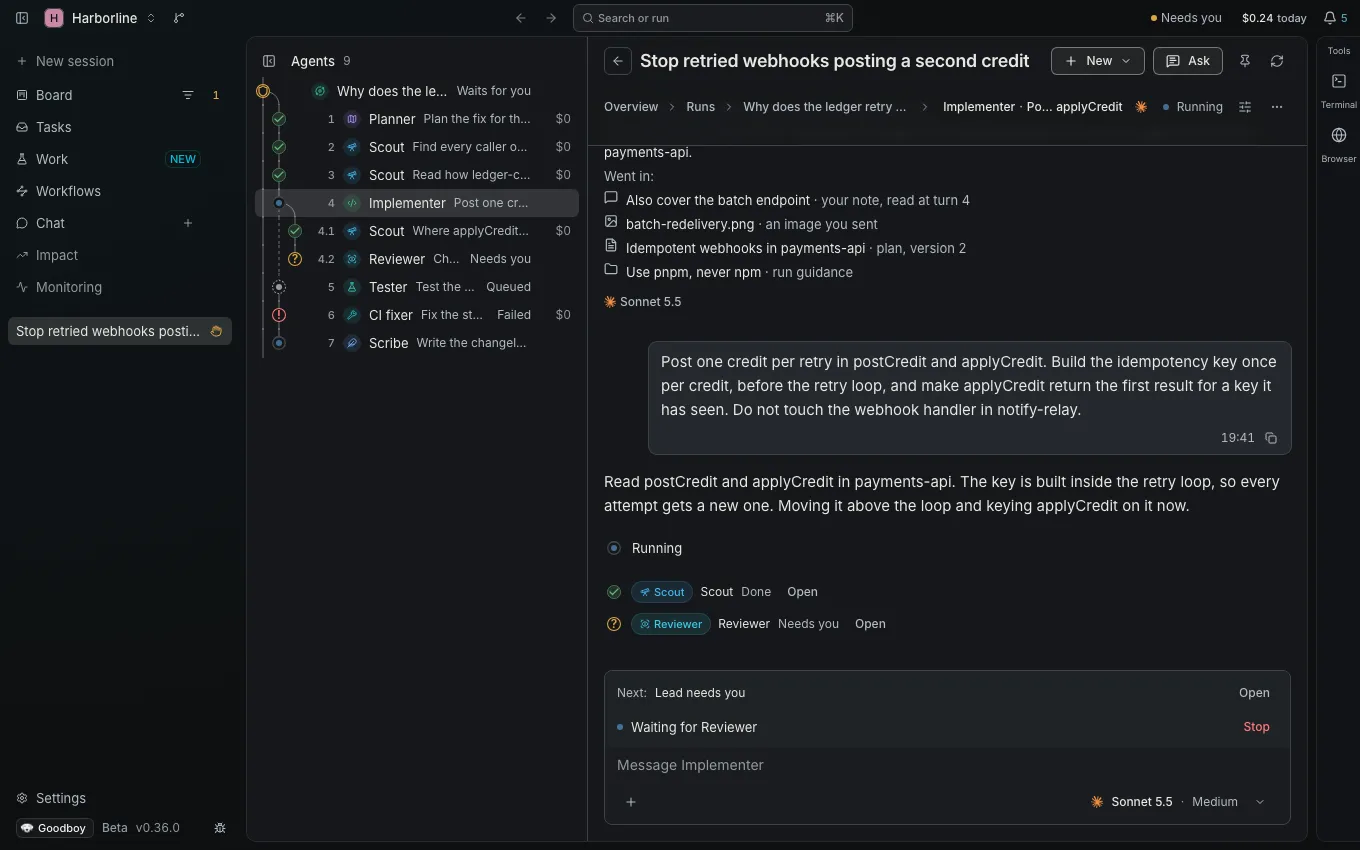 Harborline
Search or run ⌘K
Needs you
$0.24 today
5
New session
Board 1
Tasks
Work NEW
Workflows
Chat
Impact
Monitoring
Stop retried webhooks posti...
Settings
Goodboy Beta v0.36.0
Agents 9
Why does the le... Waits for you
1 Planner Plan the fix for th... $0
2 Scout Find every caller o... $0
3 Scout Read how ledger-c... $0
4 Implementer Post one cr...
4.1 Scout Where applyCredit... $0
4.2 Reviewer Ch... Needs you
5 Tester Test the ... Queued
6 CI fixer Fix the st... Failed $0
7 Scribe Write the changel...
Stop retried webhooks posting a second credit
New
Ask
Overview Runs Why does the ledger retry ... Implementer · Po... applyCredit Running
payments-api.
Went in:
Also cover the batch endpoint · your note, read at turn 4
batch-redelivery.png · an image you sent
Idempotent webhooks in payments-api · plan, version 2
Use pnpm, never npm · run guidance
Sonnet 5.5
Post one credit per retry in postCredit and applyCredit. Build the idempotency key once
per credit, before the retry loop, and make applyCredit return the first result for a key it
has seen. Do not touch the webhook handler in notify-relay.
19:41
Read postCredit and applyCredit in payments-api. The key is built inside the retry loop, so every
attempt gets a new one. Moving it above the loop and keying applyCredit on it now.
Running
Scout Scout Done Open
Reviewer Reviewer Needs you Open
Next: Lead needs you Open
Waiting for Reviewer Stop
Message Implementer
Sonnet 5.5 · Medium
Tools
Terminal
Browser